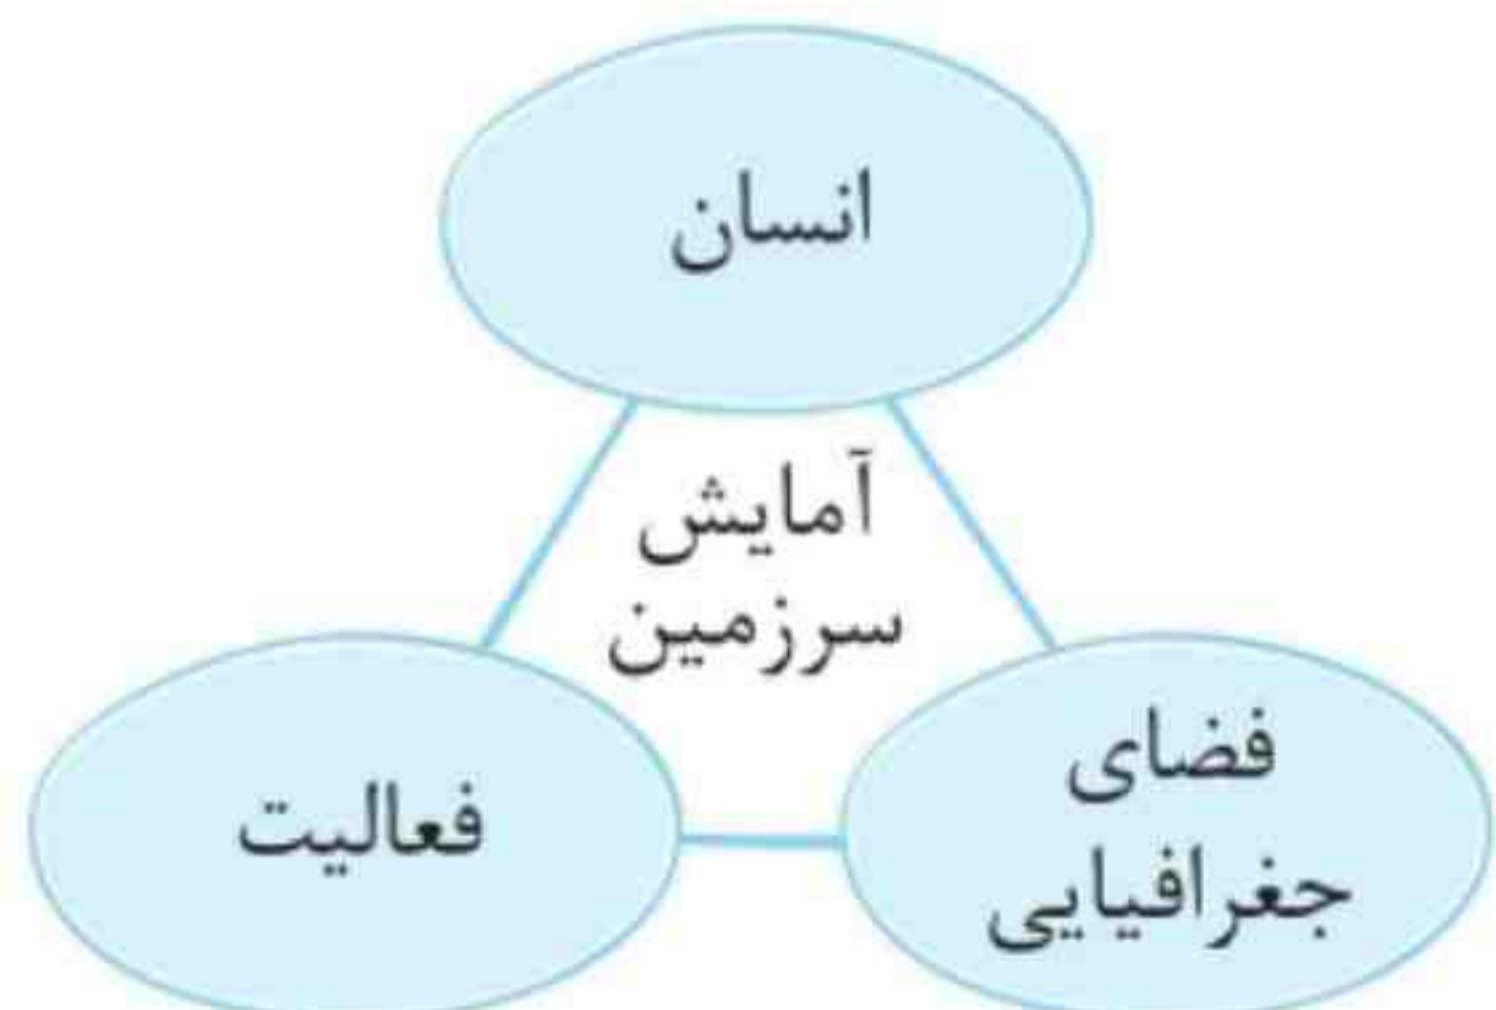 انسان
آمایش
سرزمین
فضای
جغرافیایی
فعالیت